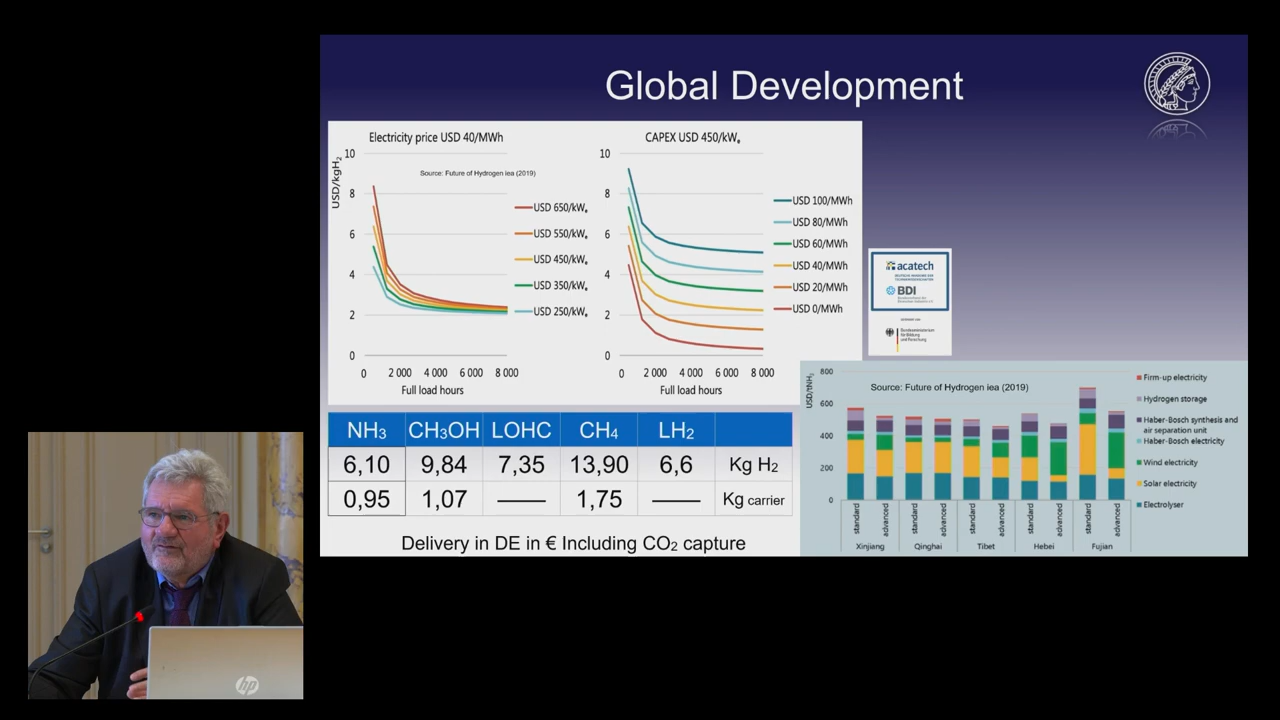 Global Development
Electricity price USD 40/MWh
CAPEX USD 450/kWe
USD/kgH2
Source: Future of Hydrogen iea (2019)
10
8
6
4
2
0
USD 650/kWe
USD 550/kWe
USD 450/kWe
USD 350/kWe
USD 250/kWe
0 2 000 4 000 6 000 8 000
Full load hours
10
8
6
4
2
0
USD 100/MWh
USD 80/MWh
USD 60/MWh
USD 40/MWh
USD 20/MWh
USD 0/MWh
0 2 000 4 000 6 000 8 000
Full load hours
acatech
BDI
Bundesministerium
für Bildung
und Forschung
NH3 CH3OH LOHC CH4 LH2
6,10 9,84 7,35 13,90 6,6 Kg H2
0,95 1,07 —— 1,75 —— Kg carrier
Delivery in DE in € Including CO2 capture
USD/tNH3
Source: Future of Hydrogen iea (2019)
800
600
400
200
0
standard advanced standard advanced standard advanced standard advanced standard advanced
Xinjiang Qinghai Tibet Hebei Fujian
Firm-up electricity
Hydrogen storage
Haber-Bosch synthesis and
air separation unit
Haber-Bosch electricity
Wind electricity
Solar electricity
Electrolyser
hp